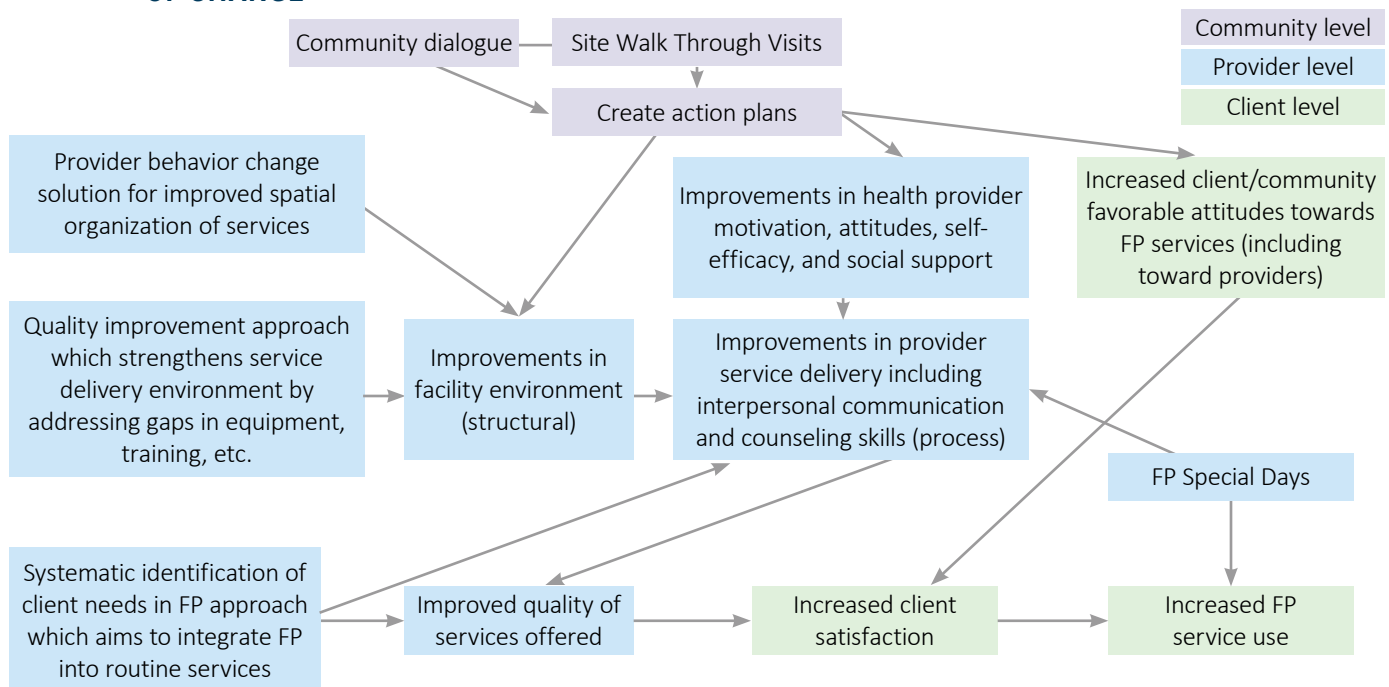 Community dialogue
Site Walk Through Visits
Community level
Provider level
Client level
Create action plans
Provider behavior change
solution for improved spatial
organization of services
Improvements in health provider
motivation, attitudes, self-
efficacy, and social support
Increased client/community
favorable attitudes towards
FP services (including
toward providers)
Quality improvement approach
which strengthens service
delivery environment by
addressing gaps in equipment,
training, etc.
Improvements in
facility environment
(structural)
Improvements in provider
service delivery including
interpersonal communication
and counseling skills (process)
FP Special Days
Systematic identification of
client needs in FP approach
which aims to integrate FP
into routine services
Improved quality of
services offered
Increased client
satisfaction
Increased FP
service use